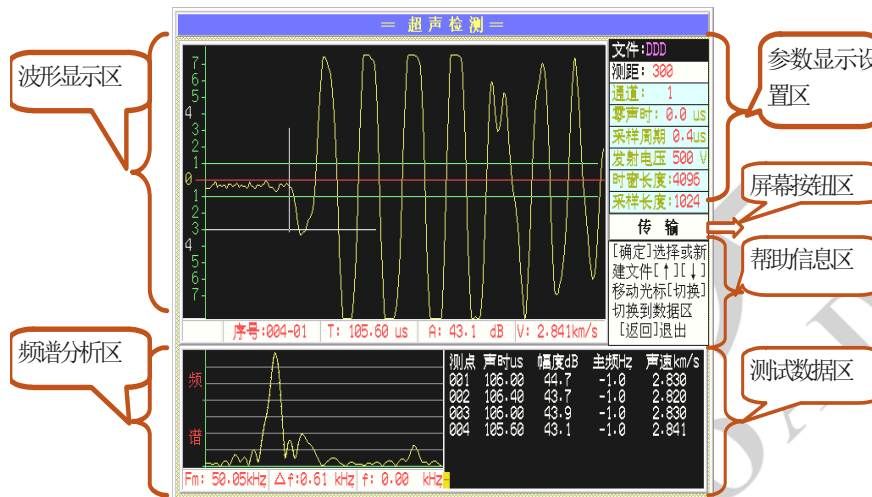 = 超声检测 =
波形显示区
7
6
5
4
3
2
1
0
1
2
3
4
5
6
7
文件:DDD
测距: 300
通道: 1
零声时: 0.0 us
采样周期 0.4us
发射电压 500 V
时窗长度:4096
采样长度:1024
传 输
[确定]选择或新
建文件[↑][↓]
移动光标[切换]
切换到数据区
[返回]退出
参数显示设
置区
屏幕按钮区
帮助信息区
序号:004-01 T: 105.60 us A: 43.1 dB V: 2.841km/s
频谱分析区
频
谱
Fm: 50.05kHz △f:0.61 kHz f: 0.00 kHz
测点 声时us 幅度dB 主频Hz 声速km/s
001 106.00 44.7 -1.0 2.830
002 106.40 43.7 -1.0 2.820
003 106.00 43.9 -1.0 2.830
004 105.60 43.1 -1.0 2.841
测试数据区